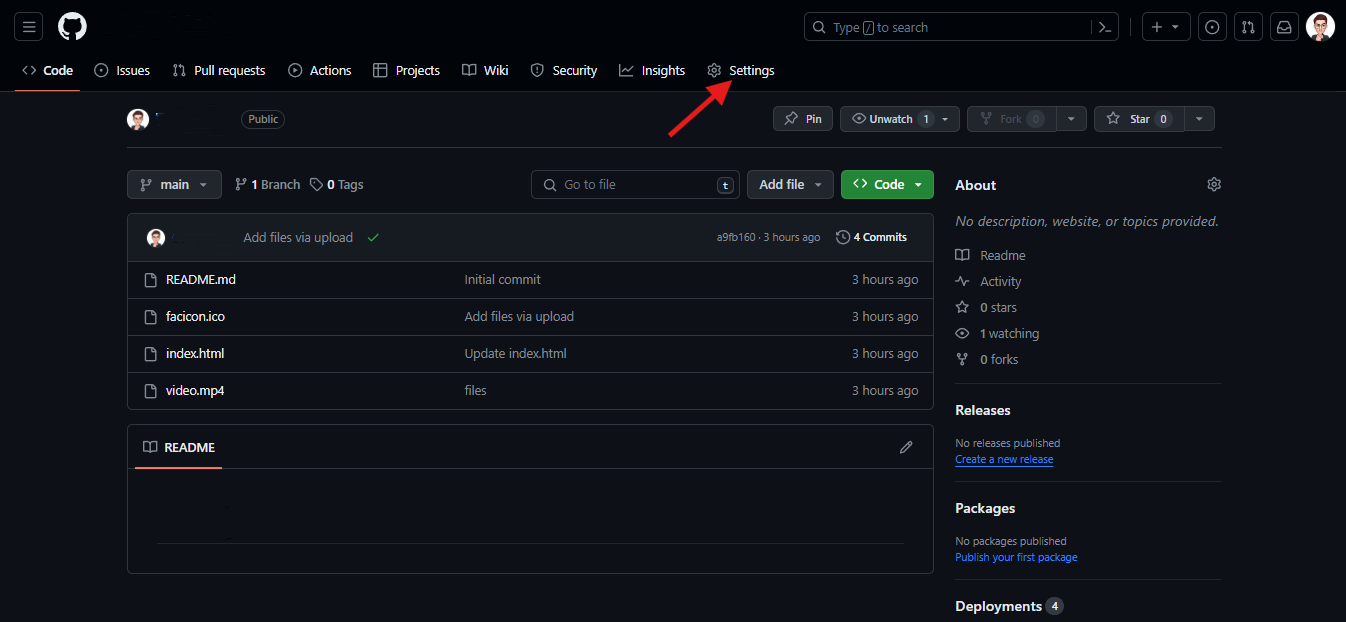 Type / to search
Code Issues Pull requests Actions Projects Wiki Security Insights Settings
Public Pin Unwatch 1 Fork 0 Star 0
main 1 Branch 0 Tags Go to file t Add file Code
About
No description, website, or topics provided.
Add files via upload a9fb160 · 3 hours ago 4 Commits
README.md Initial commit 3 hours ago
facicon.ico Add files via upload 3 hours ago
index.html Update index.html 3 hours ago
video.mp4 files 3 hours ago
README
Readme
Activity
0 stars
1 watching
0 forks
Releases
No releases published
Create a new release
Packages
No packages published
Publish your first package
Deployments 4